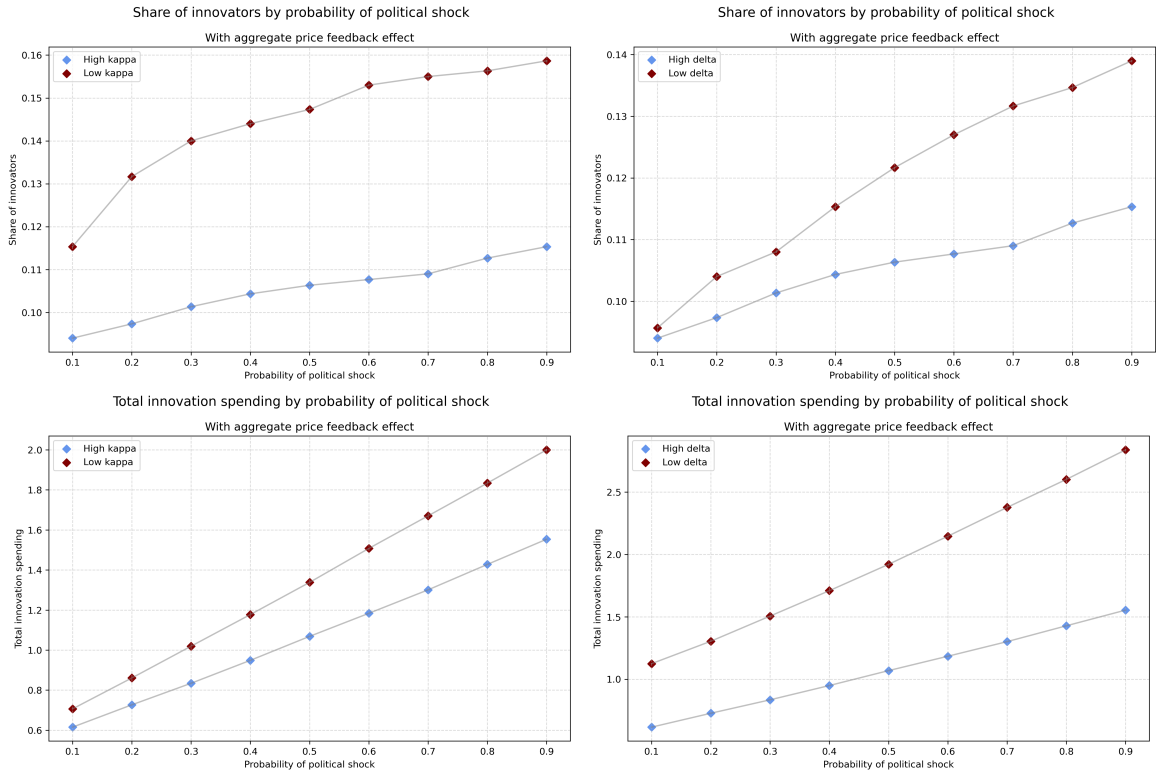 Share of innovators by probability of political shock
With aggregate price feedback effect
High kappa
Low kappa
0.16
0.15
0.14
0.13
0.12
0.11
0.10
Share of innovators
0.1 0.2 0.3 0.4 0.5 0.6 0.7 0.8 0.9
Probability of political shock
Share of innovators by probability of political shock
With aggregate price feedback effect
High delta
Low delta
0.14
0.13
0.12
0.11
0.10
Share of innovators
0.1 0.2 0.3 0.4 0.5 0.6 0.7 0.8 0.9
Probability of political shock
Total innovation spending by probability of political shock
With aggregate price feedback effect
High kappa
Low kappa
2.0
1.8
1.6
1.4
1.2
1.0
0.8
0.6
Total innovation spending
0.1 0.2 0.3 0.4 0.5 0.6 0.7 0.8 0.9
Probability of political shock
Total innovation spending by probability of political shock
With aggregate price feedback effect
High delta
Low delta
2.5
2.0
1.5
1.0
Total innovation spending
0.1 0.2 0.3 0.4 0.5 0.6 0.7 0.8 0.9
Probability of political shock